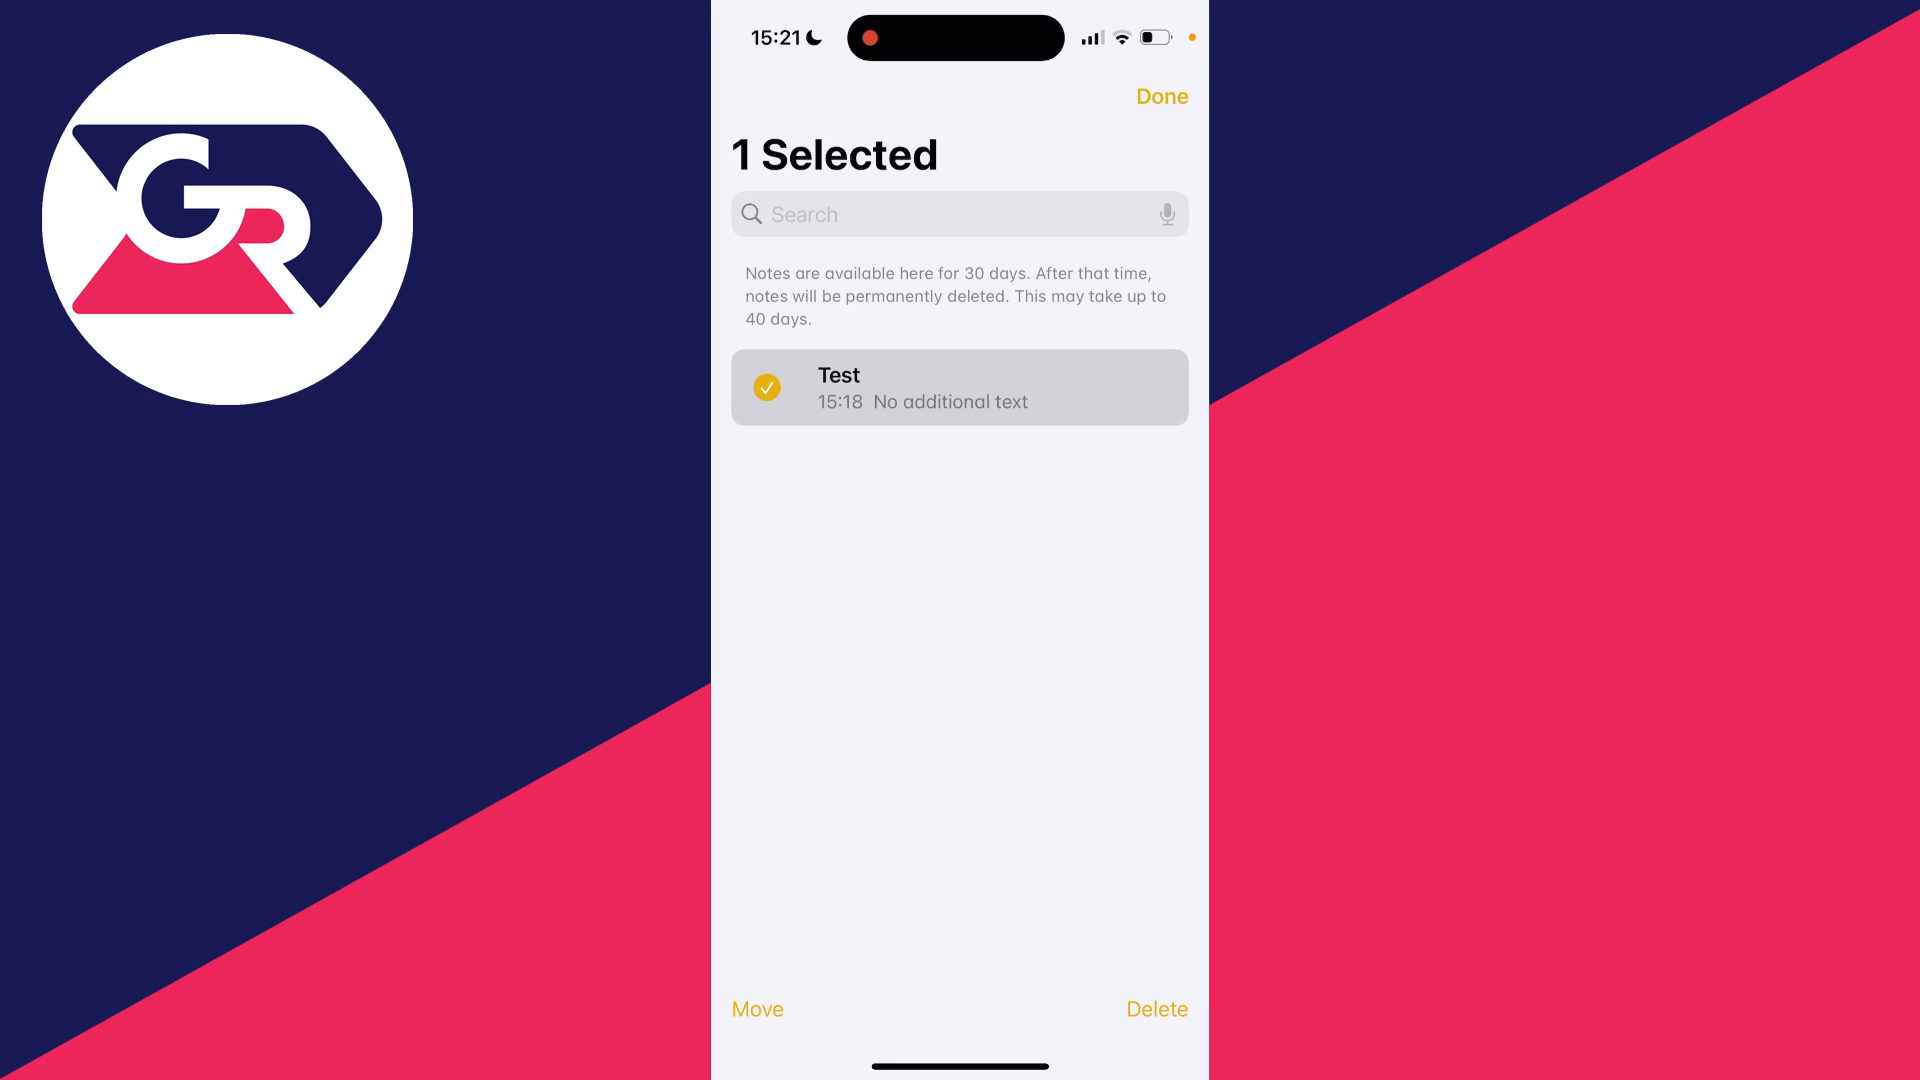 GR
15:21
Done
1 Selected
Search
Notes are available here for 30 days. After that time,
notes will be permanently deleted. This may take up to
40 days.
Test
15:18 No additional text
Move
Delete